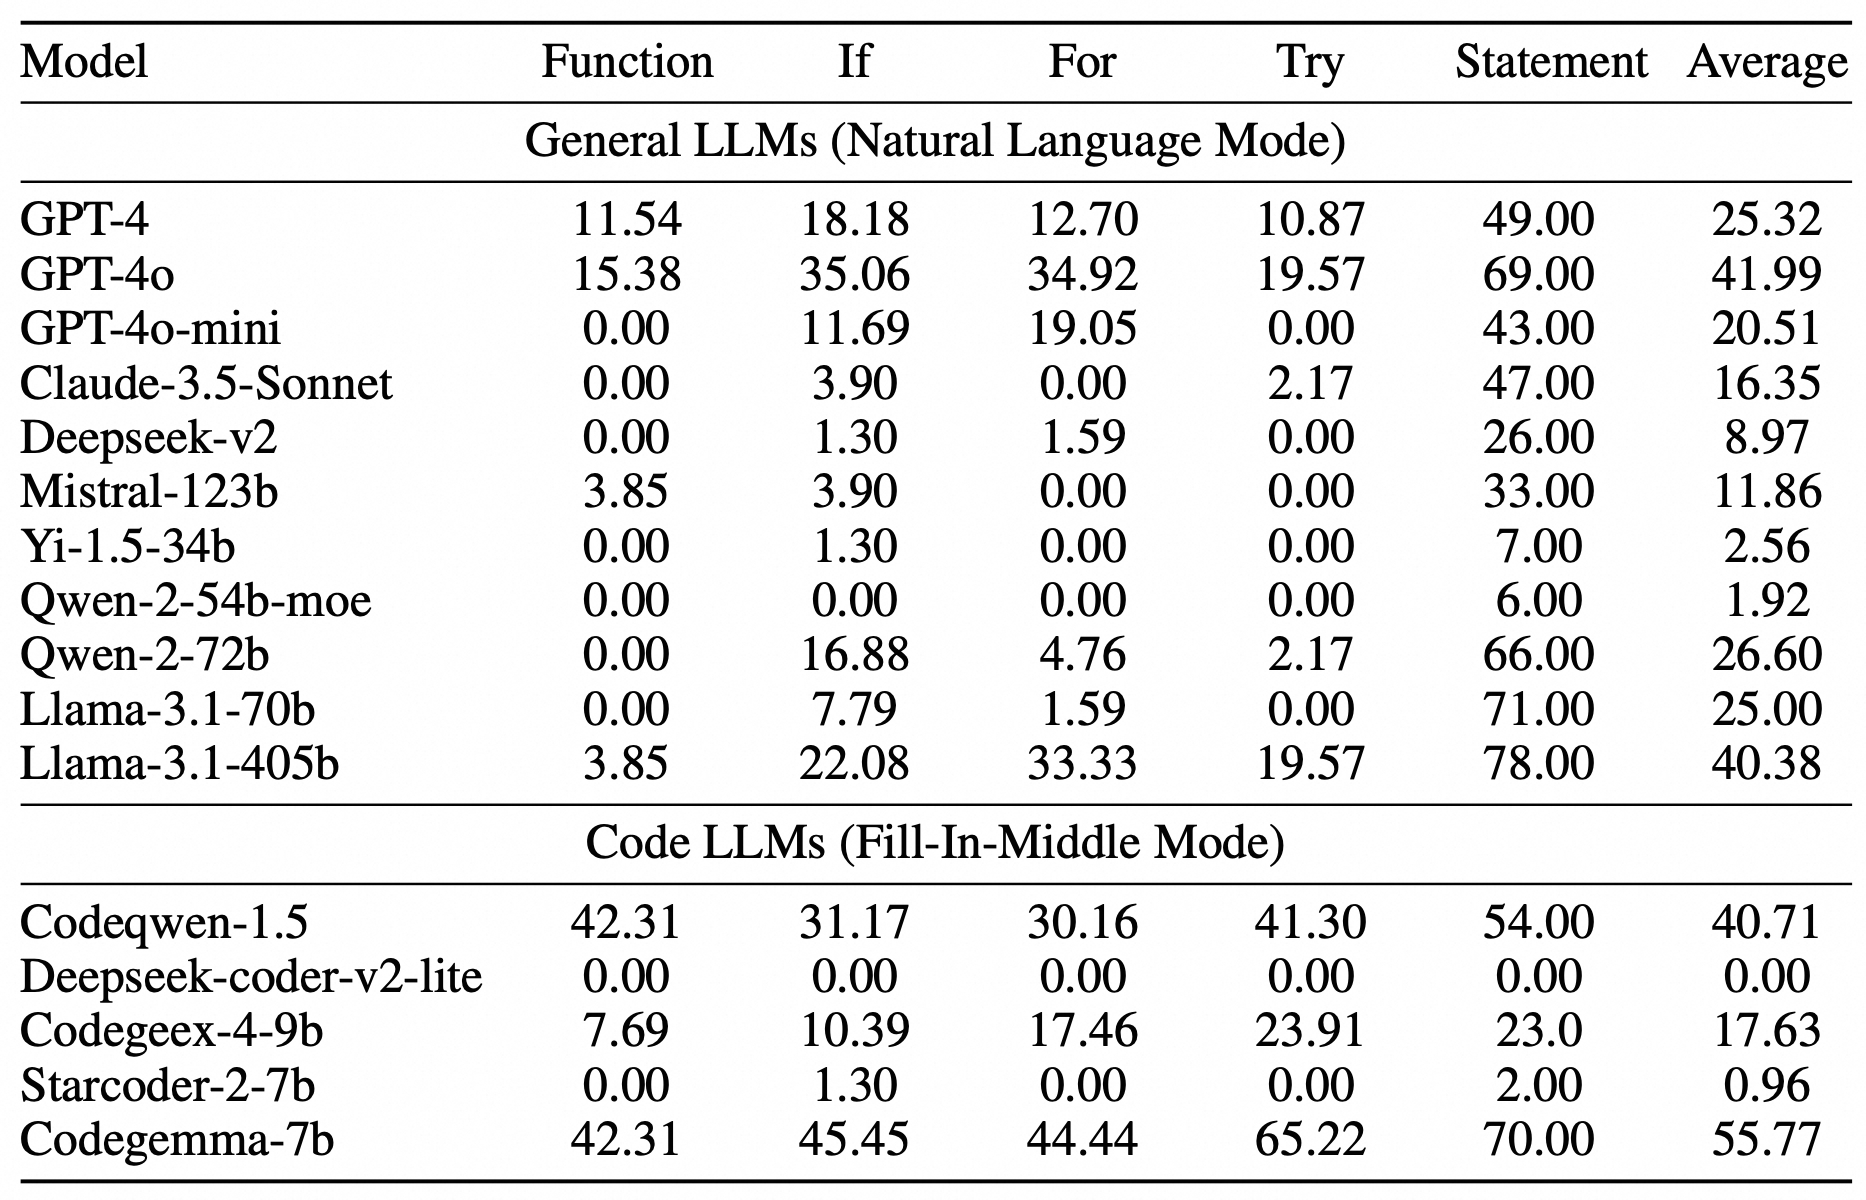 Model Function If For Try Statement Average
General LLMs (Natural Language Mode)
GPT-4 11.54 18.18 12.70 10.87 49.00 25.32
GPT-4o 15.38 35.06 34.92 19.57 69.00 41.99
GPT-4o-mini 0.00 11.69 19.05 0.00 43.00 20.51
Claude-3.5-Sonnet 0.00 3.90 0.00 2.17 47.00 16.35
Deepseek-v2 0.00 1.30 1.59 0.00 26.00 8.97
Mistral-123b 3.85 3.90 0.00 0.00 33.00 11.86
Yi-1.5-34b 0.00 1.30 0.00 0.00 7.00 2.56
Qwen-2-54b-moe 0.00 0.00 0.00 0.00 6.00 1.92
Qwen-2-72b 0.00 16.88 4.76 2.17 66.00 26.60
Llama-3.1-70b 0.00 7.79 1.59 0.00 71.00 25.00
Llama-3.1-405b 3.85 22.08 33.33 19.57 78.00 40.38
Code LLMs (Fill-In-Middle Mode)
Codeqwen-1.5 42.31 31.17 30.16 41.30 54.00 40.71
Deepseek-coder-v2-lite 0.00 0.00 0.00 0.00 0.00 0.00
Codegeex-4-9b 7.69 10.39 17.46 23.91 23.0 17.63
Starcoder-2-7b 0.00 1.30 0.00 0.00 2.00 0.96
Codegemma-7b 42.31 45.45 44.44 65.22 70.00 55.77